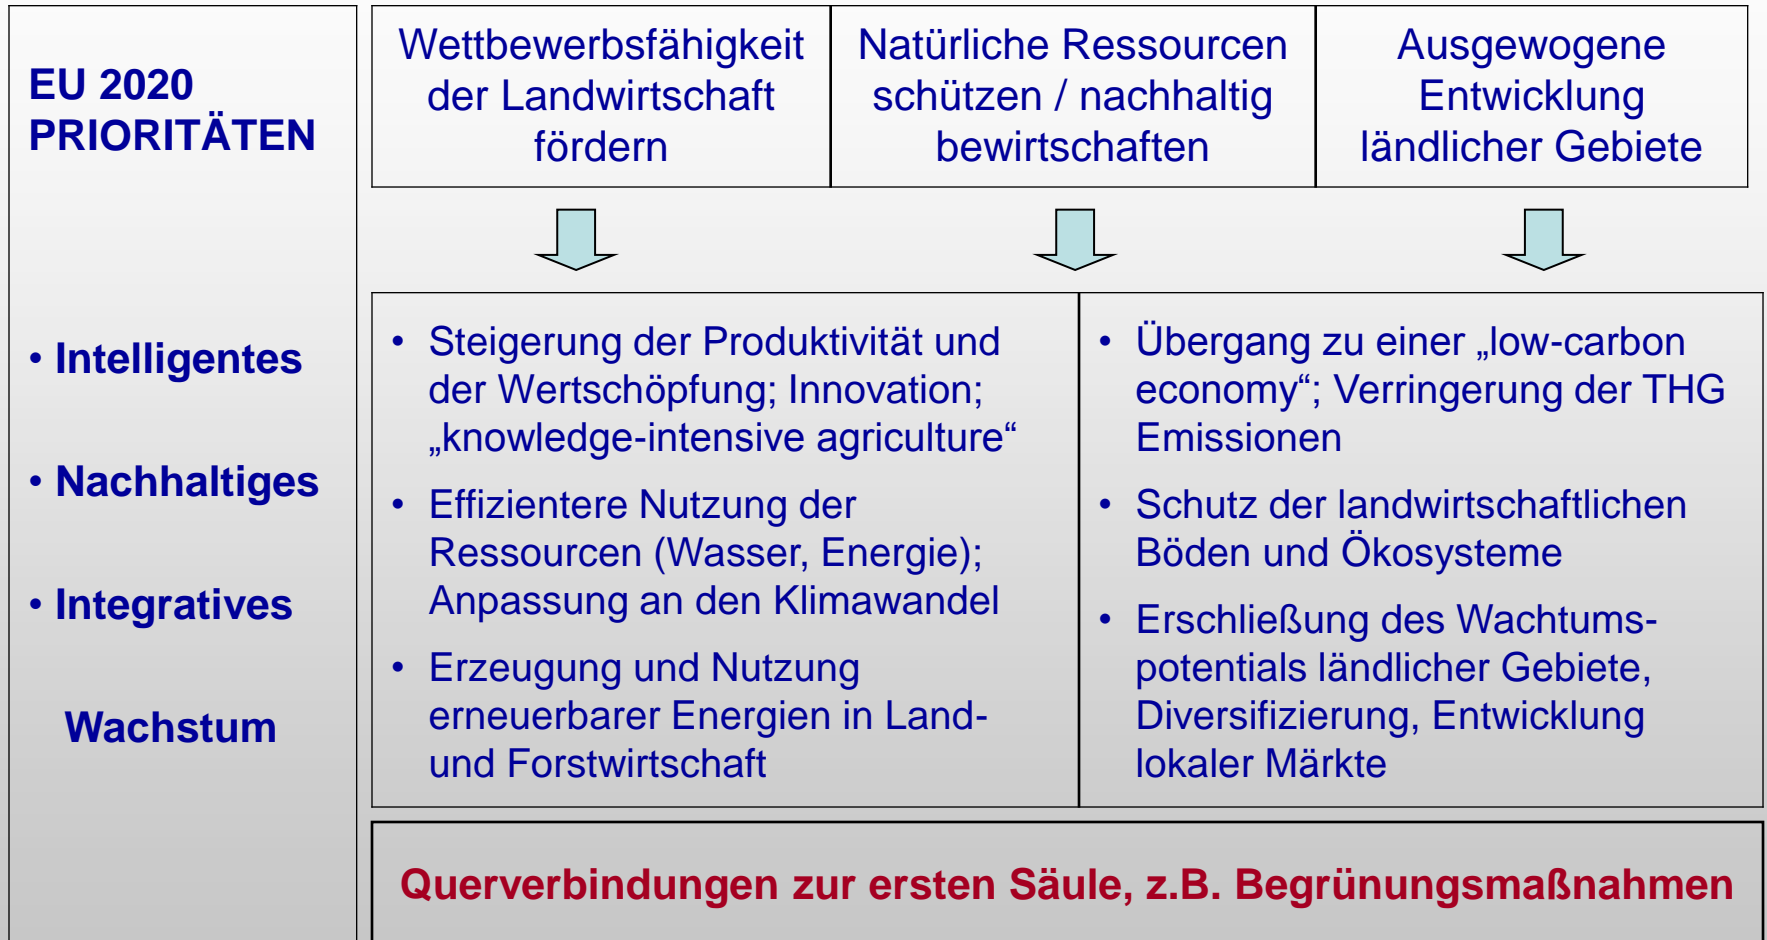 EU 2020
PRIORITÄTEN
• Intelligentes
• Nachhaltiges
• Integratives
Wachstum
Wettbewerbsfähigkeit
der Landwirtschaft
fördern
Natürliche Ressourcen
schützen / nachhaltig
bewirtschaften
Ausgewogene
Entwicklung
ländlicher Gebiete
• Steigerung der Produktivität und
der Wertschöpfung; Innovation;
„knowledge-intensive agriculture“
• Effizientere Nutzung der
Ressourcen (Wasser, Energie);
Anpassung an den Klimawandel
• Erzeugung und Nutzung
erneuerbarer Energien in Land-
und Forstwirtschaft
• Übergang zu einer „low-carbon
economy“; Verringerung der THG
Emissionen
• Schutz der landwirtschaftlichen
Böden und Ökosysteme
• Erschließung des Wachtums-
potentials ländlicher Gebiete,
Diversifizierung, Entwicklung
lokaler Märkte
Querverbindungen zur ersten Säule, z.B. Begrünungsmaßnahmen